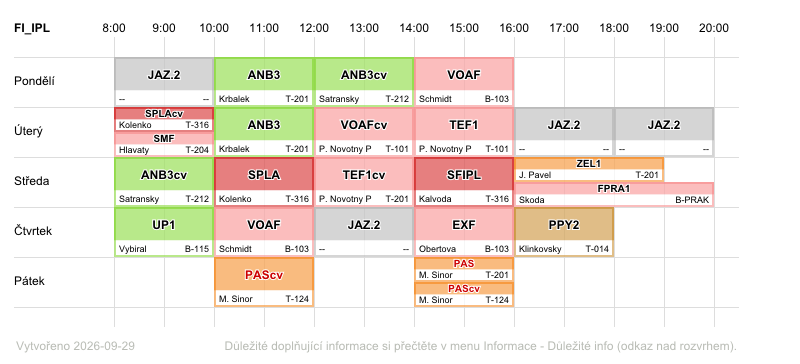 FI_IPL 8:00 9:00 10:00 11:00 12:00 13:00 14:00 15:00 16:00 17:00 18:00 19:00 20:00
Pondělí
JAZ.2 ANB3 ANB3cv VOAF
-- -- Krbalek T-201 Satransky T-212 Schmidt B-103
Úterý
SPLAcv
Kolenko T-316
SMF
Hlavaty T-204
ANB3 VOAFcv TEF1 JAZ.2 JAZ.2
Krbalek T-201 P. Novotny P T-101 P. Novotny P T-101 -- -- -- --
Středa
ANB3cv SPLA TEF1cv SFIPL
Satransky T-212 Kolenko T-316 P. Novotny P T-201 Kalvoda T-316
ZEL1
J. Pavel T-201
FPRA1
Skoda B-PRAK
Čtvrtek
UP1 VOAF JAZ.2 EXF PPY2
Vybiral B-115 Schmidt B-103 -- -- Obertova B-103 Klinkovsky T-014
Pátek
PAScv
M. Sinor T-124
PAS
M. Sinor T-201
PAScv
M. Sinor T-124
Vytvořeno 2026-09-29 Důležité doplňující informace si přečtěte v menu Informace - Důležité info (odkaz nad rozvrhem).